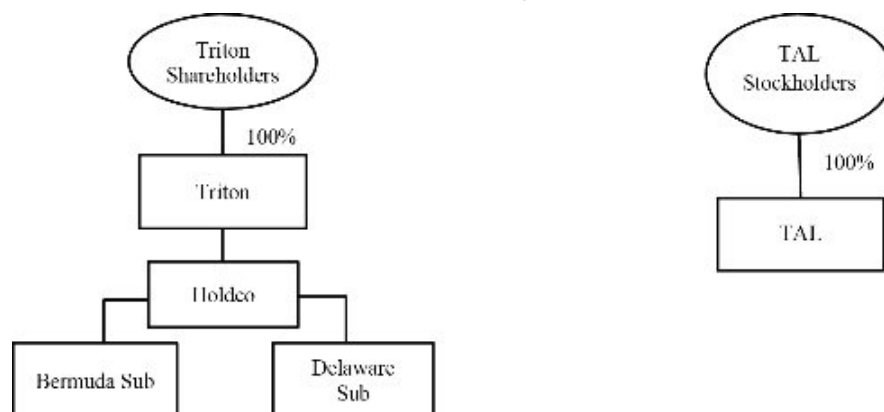 Triton
Shareholders
100%
Triton
Holdco
Bermuda Sub
Delaware
Sub
TAL
Stockholders
100%
TAL